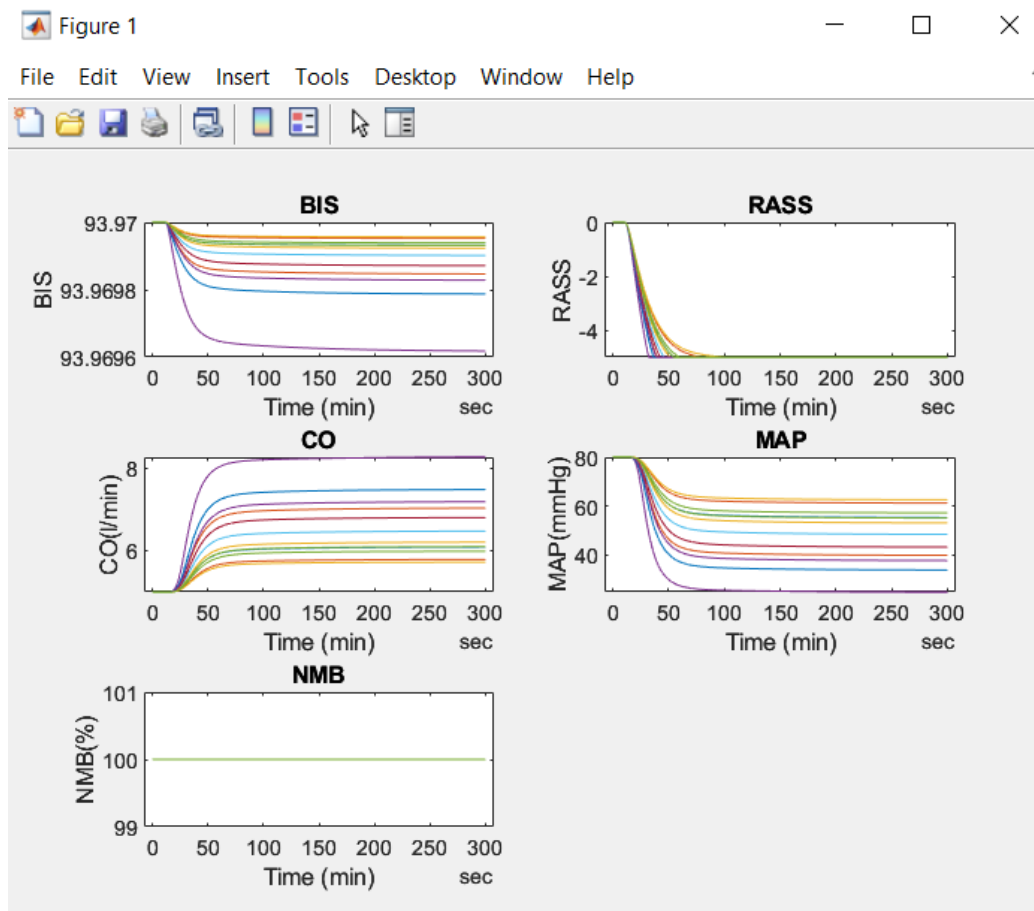 Figure 1
File Edit View Insert Tools Desktop Window Help
BIS
93.97
93.9698
93.9696
BIS
0 50 100 150 200 250 300
Time (min) sec
RASS
0
-2
-4
RASS
0 50 100 150 200 250 300
Time (min) sec
CO
8
6
CO(l/min)
0 50 100 150 200 250 300
Time (min) sec
MAP
80
60
40
MAP(mmHg)
0 50 100 150 200 250 300
Time (min) sec
NMB
101
100
99
NMB(%)
0 50 100 150 200 250 300
Time (min) sec